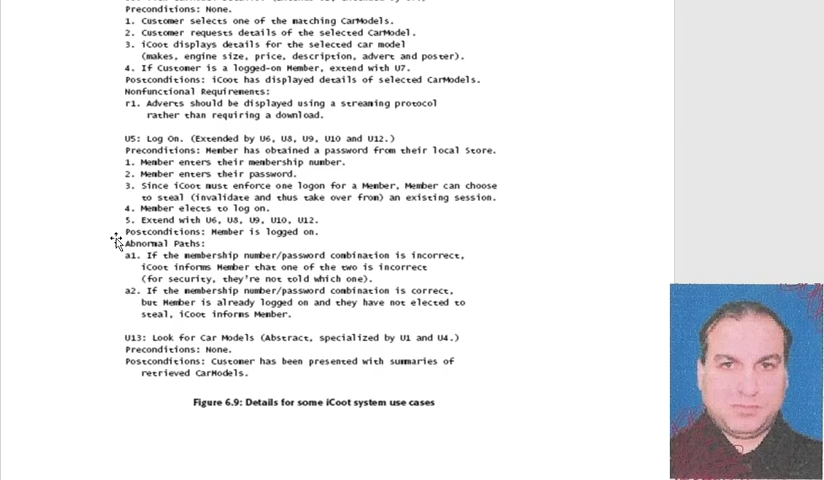 Preconditions: None.
1. Customer selects one of the matching CarModels.
2. Customer requests details of the selected CarModel.
3. iCoot displays details for the selected car model
(makes, engine size, price, description, advert and poster).
4. If Customer is a logged-on Member, extend with U7.
Postconditions: iCoot has displayed details of selected CarModels.
Nonfunctional Requirements:
r1. Adverts should be displayed using a streaming protocol
rather than requiring a download.
U5: Log On. (Extended by U6, U8, U9, U10 and U12.)
Preconditions: Member has obtained a password from their local Store.
1. Member enters their membership number.
2. Member enters their password.
3. Since iCoot must enforce one logon for a Member, Member can choose
to steal (invalidate and thus take over from) an existing session.
4. Member elects to log on.
5. Extend with U6, U8, U9, U10, U12.
Postconditions: Member is logged on.
Abnormal Paths:
a1. If the membership number/password combination is incorrect,
iCoot informs Member that one of the two is incorrect
(for security, they're not told which one).
a2. If the membership number/password combination is correct,
but Member is already logged on and they have not elected to
steal, iCoot informs Member.
U13: Look for Car Models (Abstract, specialized by U1 and U4.)
Preconditions: None.
Postconditions: Customer has been presented with summaries of
retrieved CarModels.
Figure 6.9: Details for some iCoot system use cases